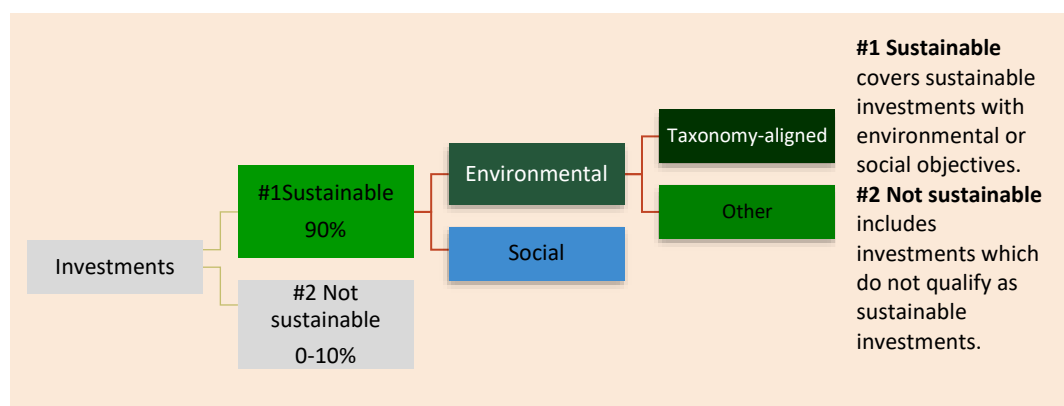 Investments
#1Sustainable
90%
#2 Not
sustainable
0-10%
Environmental
Social
Taxonomy-aligned
Other
#1 Sustainable
covers sustainable
investments with
environmental or
social objectives.
#2 Not sustainable
includes
investments which
do not qualify as
sustainable
investments.